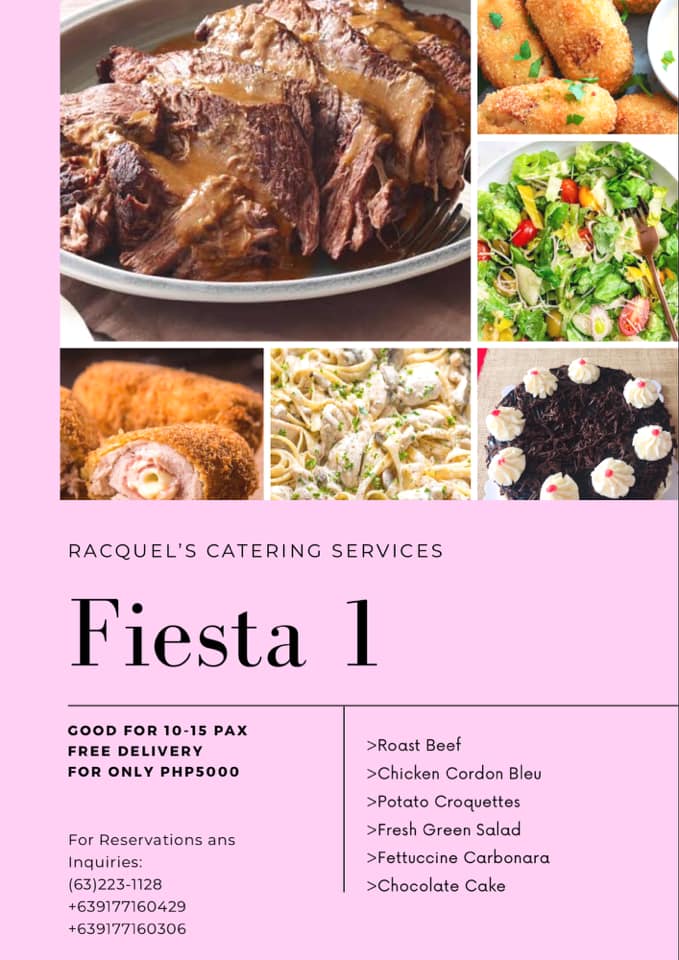 RACQUEL'S CATERING SERVICES
Fiesta 1
GOOD FOR 10-15 PAX
FREE DELIVERY
FOR ONLY PHP5000
For Reservations ans
Inquiries:
(63)223-1128
+639177160429
+639177160306
>Roast Beef
>Chicken Cordon Bleu
>Potato Croquettes
>Fresh Green Salad
>Fettuccine Carbonara
>Chocolate Cake